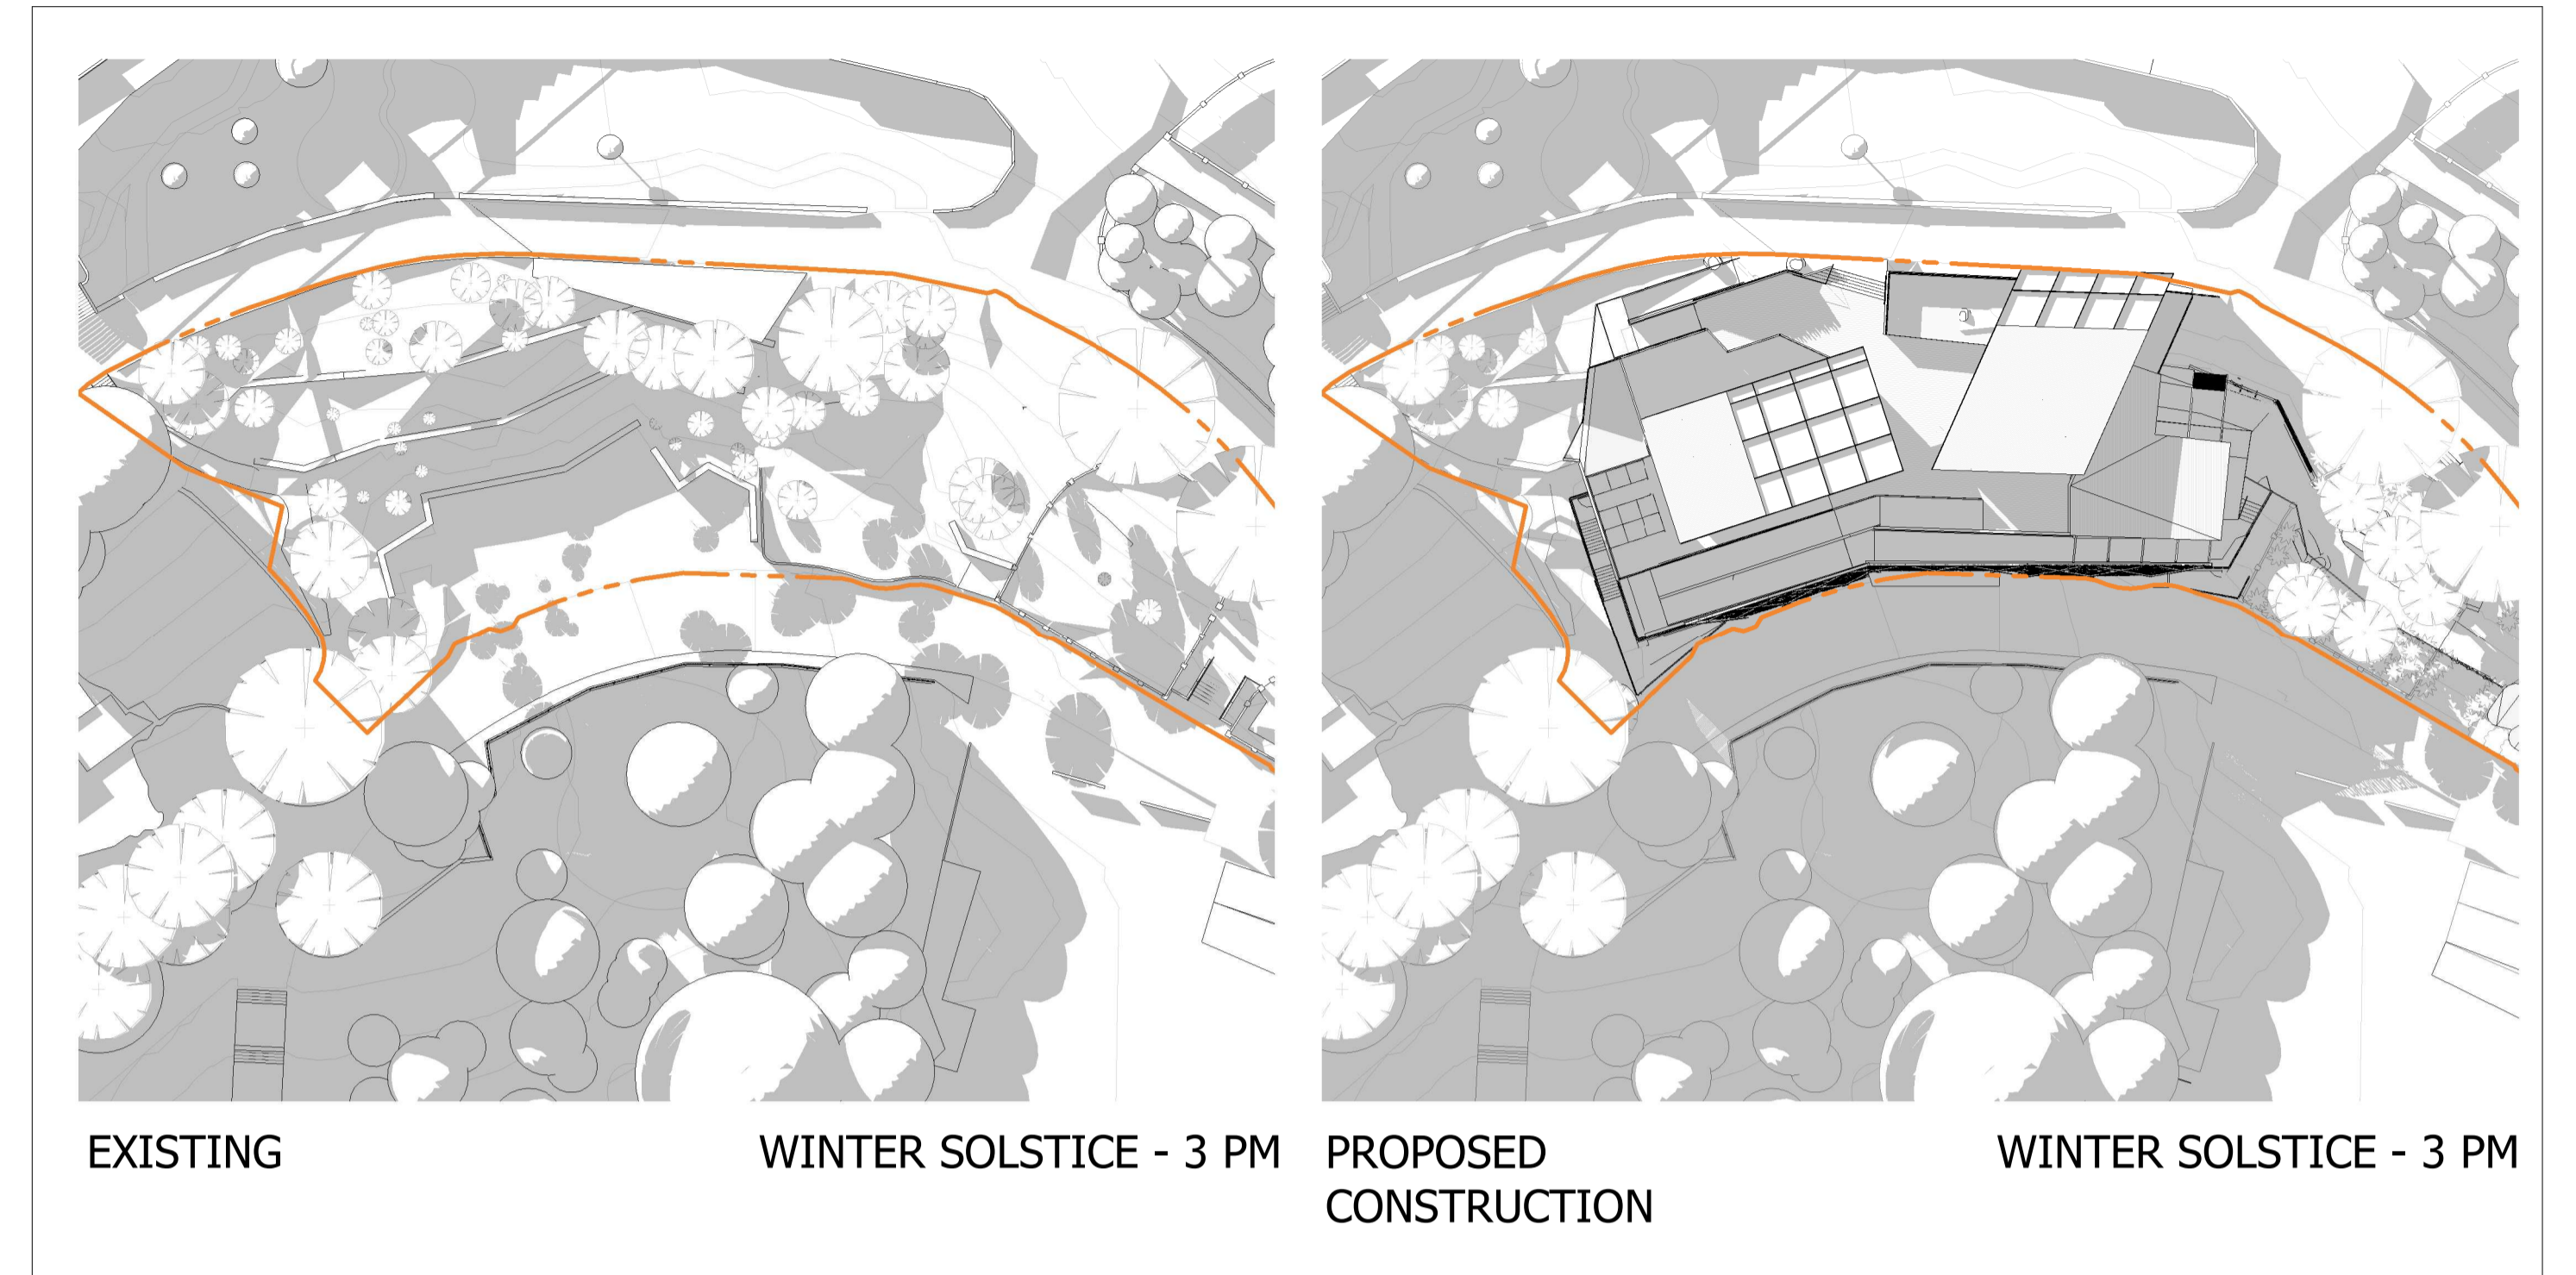 EXISTING
WINTER SOLSTICE - 3 PM
PROPOSED
CONSTRUCTION
WINTER SOLSTICE - 3 PM